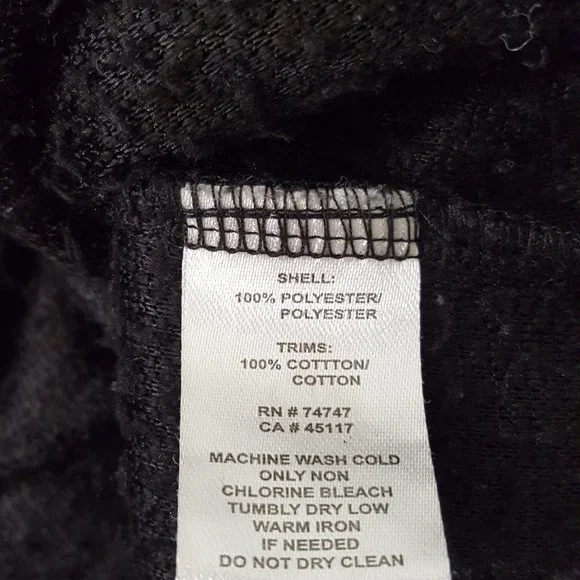 SHELL:
100% POLYESTER/
POLYESTER
TRIMS:
100% COTTTON/
COTTON
RN # 74747
CA # 45117
MACHINE WASH COLD
ONLY NON
CHLORINE BLEACH
TUMBLY DRY LOW
WARM IRON
IF NEEDED
DO NOT DRY CLEAN